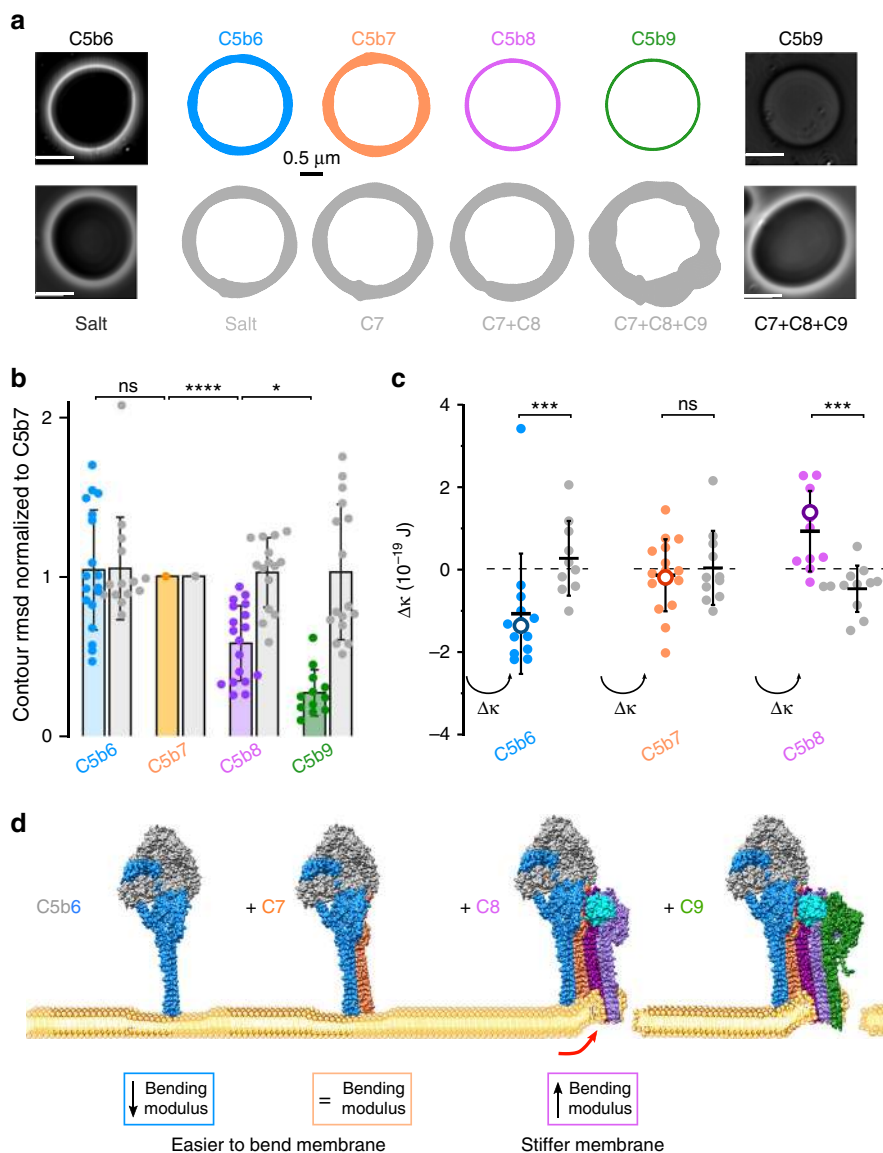 a
C5b6 C5b6 C5b7 C5b8 C5b9 C5b9
0.5 μm
Salt Salt C7 C7+C8 C7+C8+C9 C7+C8+C9
b
ns **** *
Contour rmsd normalized to C5b7
2
1
0
C5b6 C5b7 C5b8 C5b9
c
*** ns ***
Δκ (10⁻¹⁹ J)
4
2
0
−2
−4
Δκ Δκ Δκ
C5b6 C5b7 C5b8
d
C5b6 + C7 + C8 + C9
↓ Bending modulus
= Bending modulus
↑ Bending modulus
Easier to bend membrane Stiffer membrane